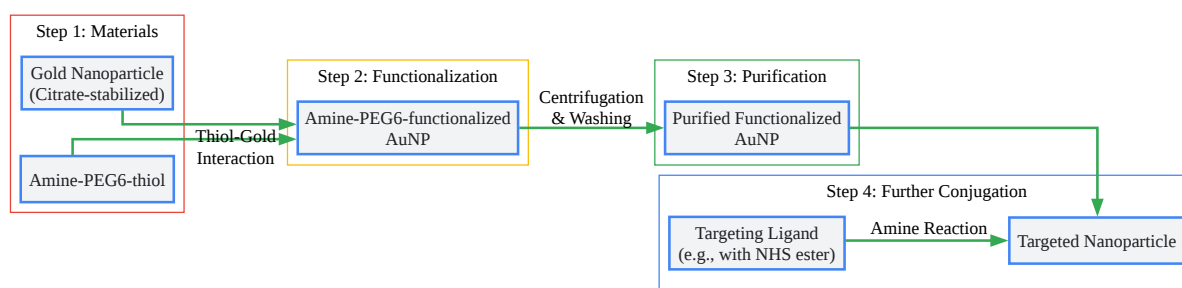 Step 1: Materials
Gold Nanoparticle
(Citrate-stabilized)
Amine-PEG6-thiol
Thiol-Gold
Interaction
Step 2: Functionalization
Amine-PEG6-functionalized
AuNP
Centrifugation
& Washing
Step 3: Purification
Purified Functionalized
AuNP
Step 4: Further Conjugation
Targeting Ligand
(e.g., with NHS ester)
Amine Reaction
Targeted Nanoparticle